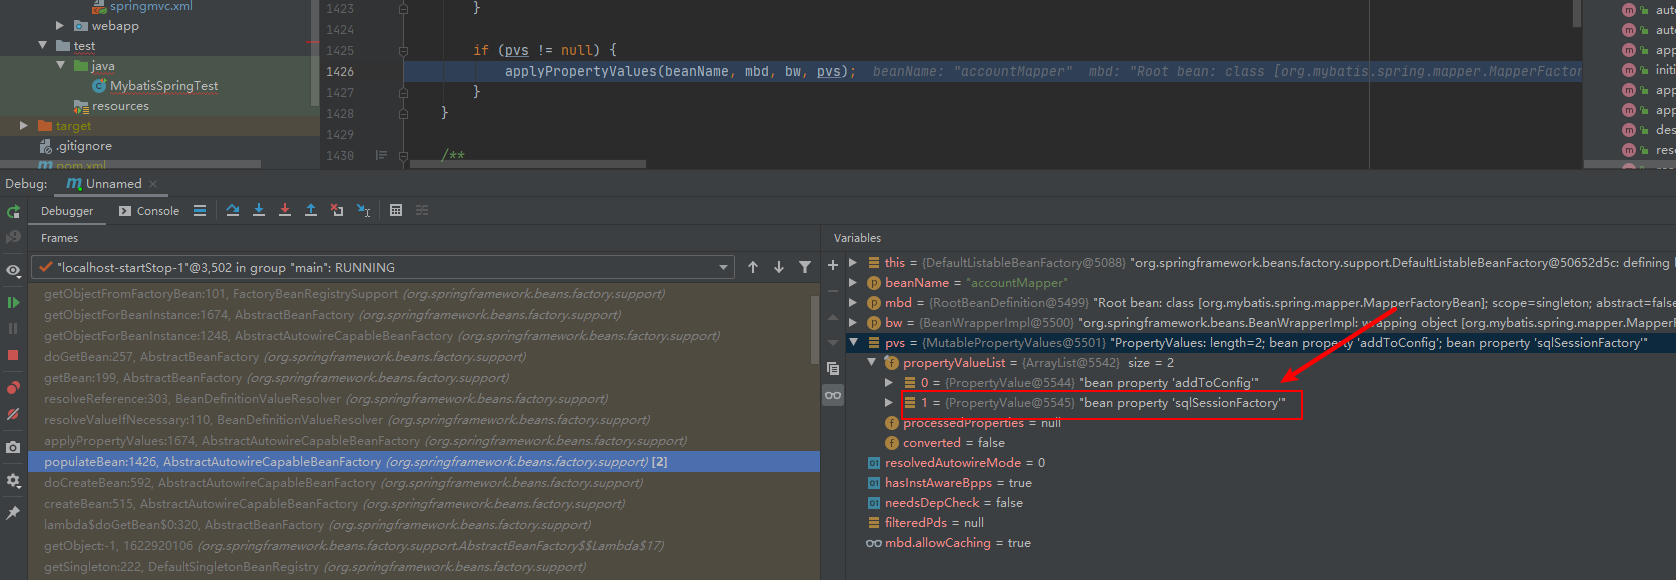 springmvc.xml
webapp
test
java
MybatisSpringTest
resources
target
.gitignore
pom.xml
1423 }
1424
1425 if (pvs != null) {
1426 applyPropertyValues(beanName, mbd, bw, pvs); beanName: "accountMapper" mbd: "Root bean: class [org.mybatis.spring.mapper.MapperFactor
1427 }
1428 }
1429
1430 /**
aut
aut
app
initi
app
app
des
reso
Debug: Unnamed
Debugger Console
Frames
"localhost-startStop-1"@3,502 in group "main": RUNNING
getObjectFromFactoryBean:101, FactoryBeanRegistrySupport (org.springframework.beans.factory.support)
getObjectForBeanInstance:1674, AbstractBeanFactory (org.springframework.beans.factory.support)
getObjectForBeanInstance:1248, AbstractAutowireCapableBeanFactory (org.springframework.beans.factory.support)
doGetBean:257, AbstractBeanFactory (org.springframework.beans.factory.support)
getBean:199, AbstractBeanFactory (org.springframework.beans.factory.support)
resolveReference:303, BeanDefinitionValueResolver (org.springframework.beans.factory.support)
resolveValueIfNecessary:110, BeanDefinitionValueResolver (org.springframework.beans.factory.support)
applyPropertyValues:1674, AbstractAutowireCapableBeanFactory (org.springframework.beans.factory.support)
populateBean:1426, AbstractAutowireCapableBeanFactory (org.springframework.beans.factory.support) [2]
doCreateBean:592, AbstractAutowireCapableBeanFactory (org.springframework.beans.factory.support)
createBean:515, AbstractAutowireCapableBeanFactory (org.springframework.beans.factory.support)
lambda$doGetBean$0:320, AbstractBeanFactory (org.springframework.beans.factory.support)
getObject:-1, 1622920106 (org.springframework.beans.factory.support.AbstractBeanFactory$$Lambda$17)
getSingleton:222, DefaultSingletonBeanRegistry (org.springframework.beans.factory.support)
Variables
this = {DefaultListableBeanFactory@5088} "org.springframework.beans.factory.support.DefaultListableBeanFactory@50652d5c: defining b
beanName = "accountMapper"
mbd = {RootBeanDefinition@5499} "Root bean: class [org.mybatis.spring.mapper.MapperFactoryBean]; scope=singleton; abstract=false
bw = {BeanWrapperImpl@5500} "org.springframework.beans.BeanWrapperImpl: wrapping object [org.mybatis.spring.mapper.MapperF
pvs = {MutablePropertyValues@5501} "PropertyValues: length=2; bean property 'addToConfig'; bean property 'sqlSessionFactory'"
propertyValueList = {ArrayList@5542} size = 2
0 = {PropertyValue@5544} "bean property 'addToConfig'"
1 = {PropertyValue@5545} "bean property 'sqlSessionFactory'"
processedProperties = null
converted = false
resolvedAutowireMode = 0
hasInstAwareBpps = true
needsDepCheck = false
filteredPds = null
mbd.allowCaching = true